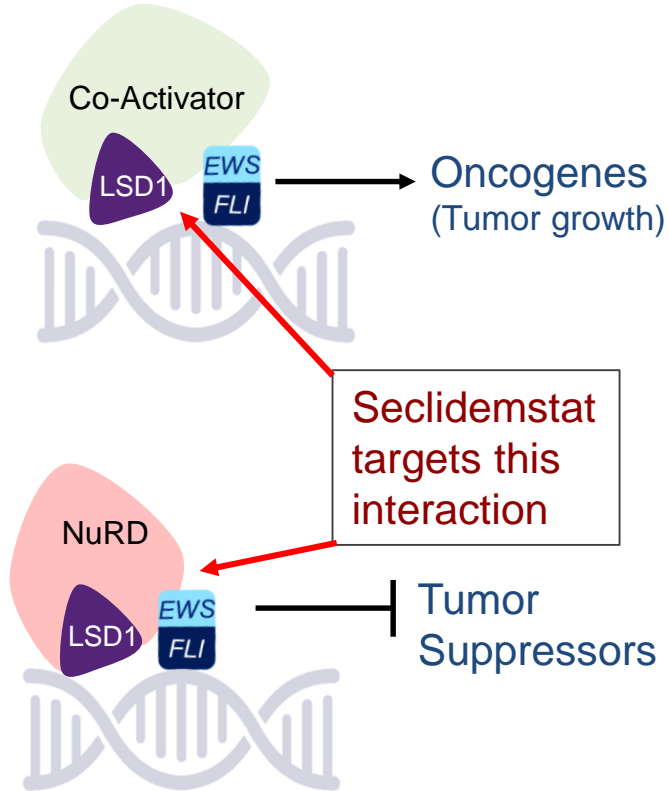 Co-Activator
LSD1
EWS
FLI
Oncogenes
(Tumor growth)
Seclidemstat
targets this
interaction
NuRD
LSD1
EWS
FLI
Tumor
Suppressors